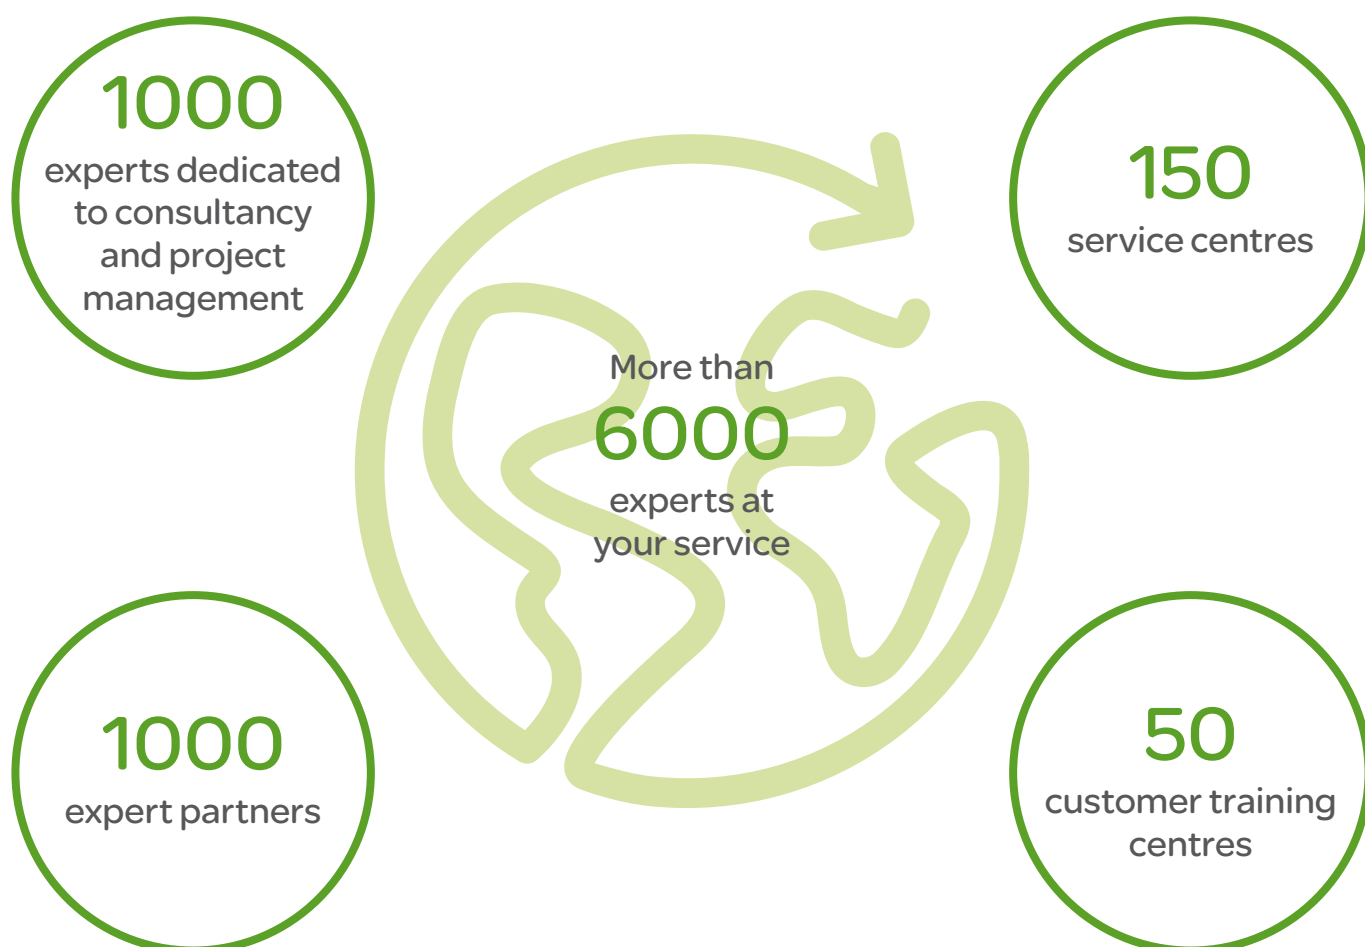 1000
experts dedicated
to consultancy
and project
management
150
service centres
More than
6000
experts at
your service
1000
expert partners
50
customer training
centres